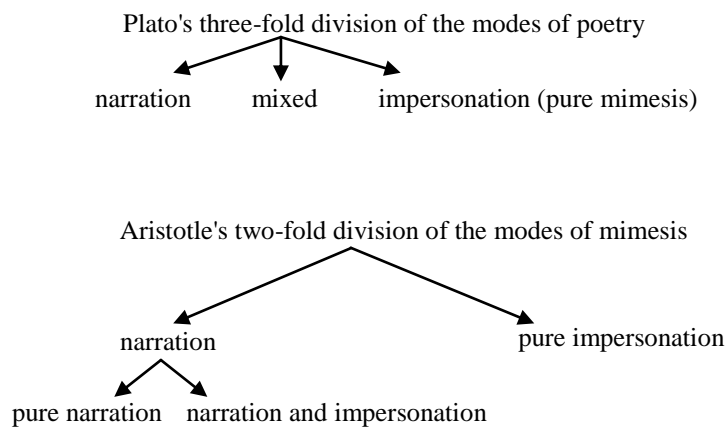 Plato's three-fold division of the modes of poetry
narration mixed impersonation (pure mimesis)
Aristotle's two-fold division of the modes of mimesis
narration pure impersonation
pure narration narration and impersonation